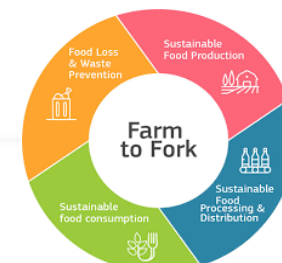 Food Loss
& Waste
Prevention
Sustainable
Food Production
Farm
to Fork
Sustainable
Food
Processing &
Distribution
Sustainable
food consumption